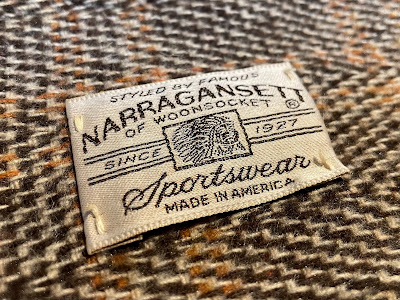 STYLED BY FAMOUS
NARRAGANSETT ®
OF WOONSOCKET
SINCE 1927
Sportswear
MADE IN AMERICA